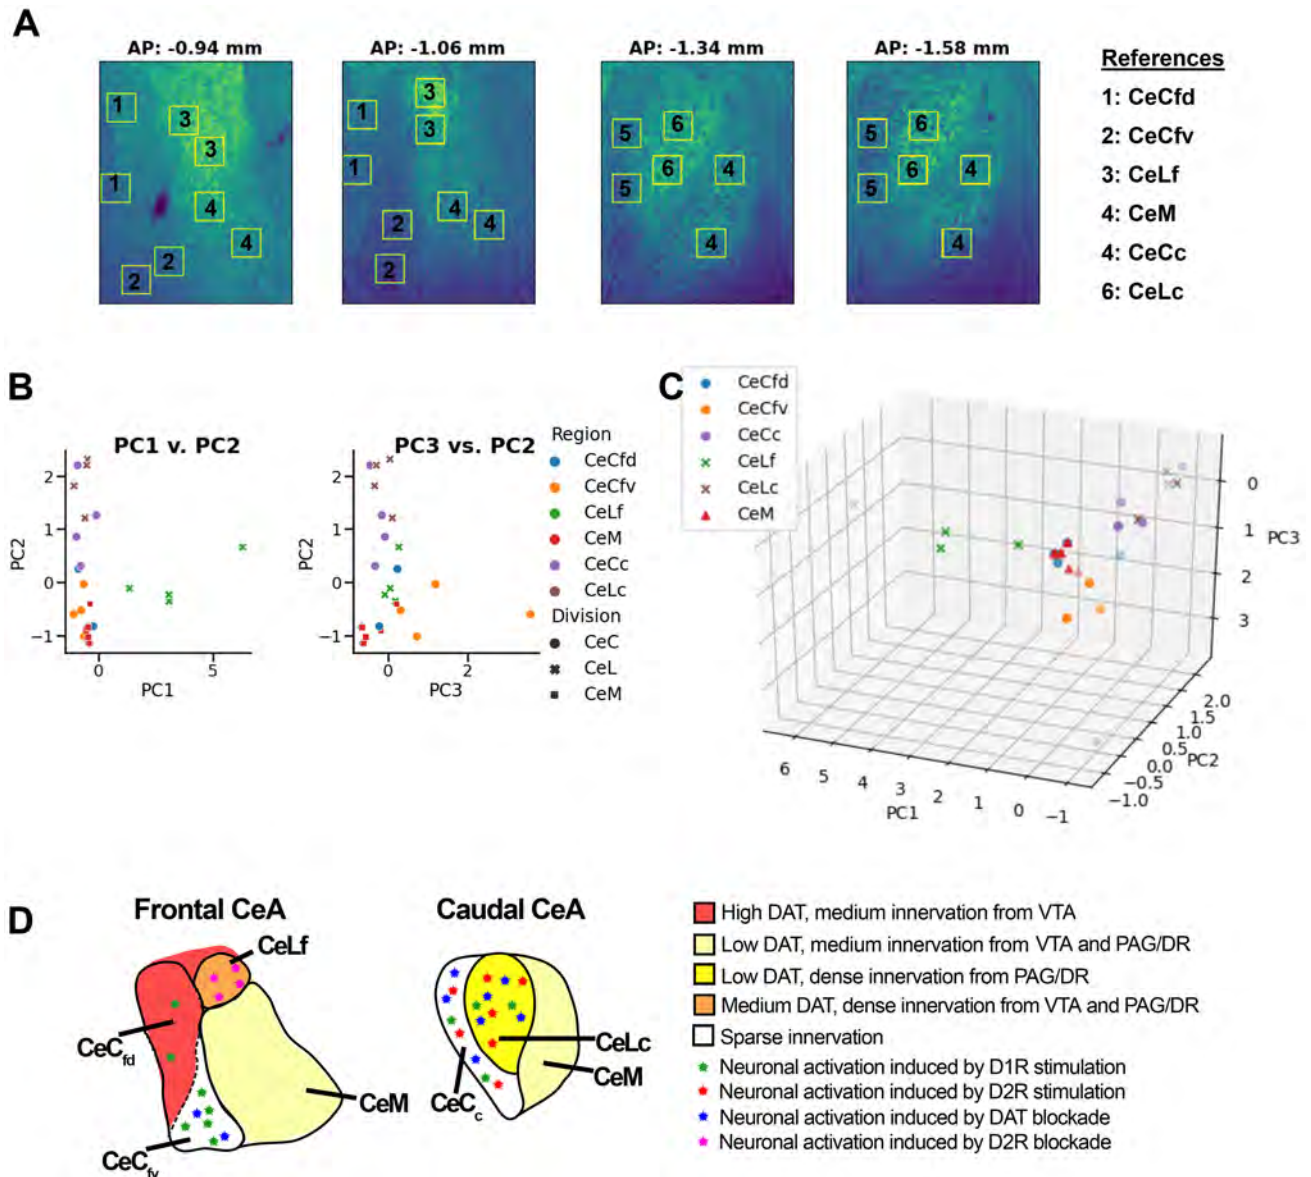 A
AP: -0.94 mm
AP: -1.06 mm
AP: -1.34 mm
AP: -1.58 mm
1
3
3
1
4
4
2
2
3
1
3
1
4
2
4
2
6
5
6
4
5
4
6
5
6
4
5
4
References
1: CeCfd
2: CeCfv
3: CeLf
4: CeM
4: CeCc
6: CeLc
B
PC1 v. PC2
PC2
2
1
0
−1
0
5
PC1
PC3 vs. PC2
PC2
2
1
0
−1
0
2
PC3
Region
CeCfd
CeCfv
CeLf
CeM
CeCc
CeLc
Division
CeC
CeL
CeM
C
CeCfd
CeCfv
CeCc
CeLf
CeLc
CeM
0
1
2
3
PC3
2.0
1.5
1.0
0.5
0.0
−0.5
−1.0
PC2
6
5
4
3
2
1
0
−1
PC1
D
Frontal CeA
CeLf
CeCfd
CeM
CeCfv
Caudal CeA
CeLc
CeM
CeCc
High DAT, medium innervation from VTA
Low DAT, medium innervation from VTA and PAG/DR
Low DAT, dense innervation from PAG/DR
Medium DAT, dense innervation from VTA and PAG/DR
Sparse innervation
Neuronal activation induced by D1R stimulation
Neuronal activation induced by D2R stimulation
Neuronal activation induced by DAT blockade
Neuronal activation induced by D2R blockade